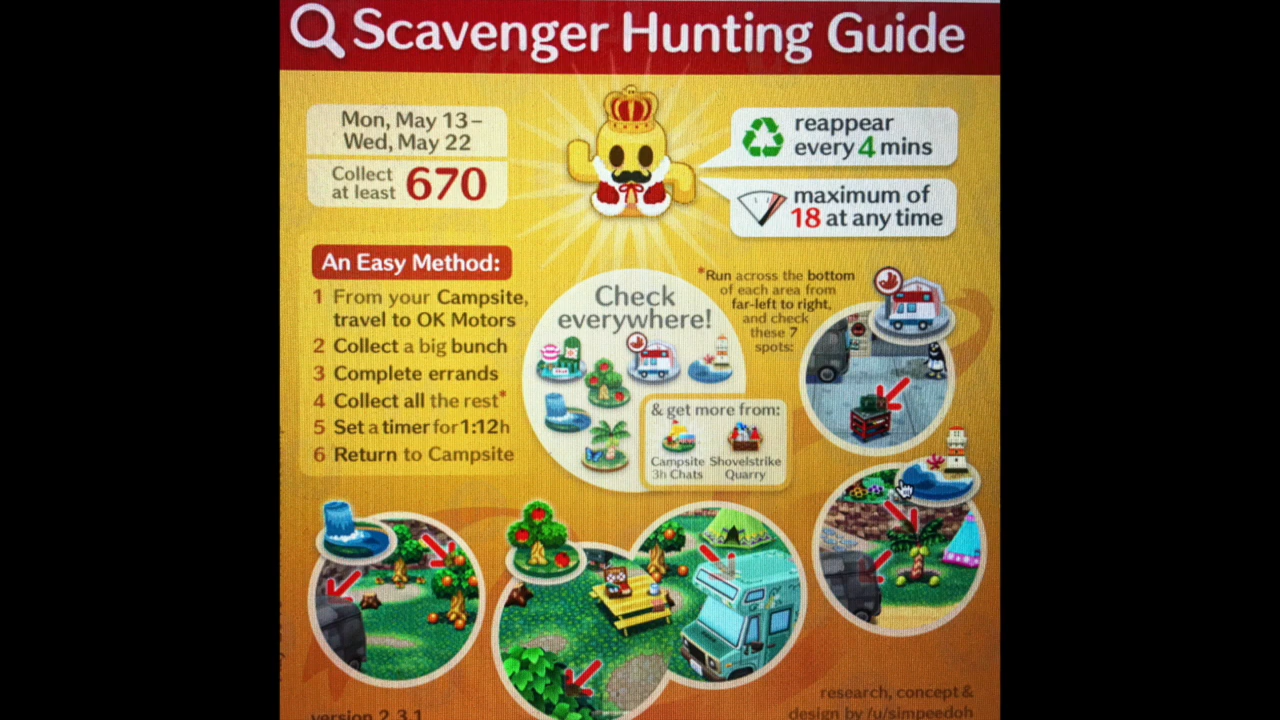 Scavenger Hunting Guide
Mon, May 13 –
Wed, May 22
Collect
at least 670
reappear
every 4 mins
maximum of
18 at any time
An Easy Method:
1 From your Campsite,
travel to OK Motors
2 Collect a big bunch
3 Complete errands
4 Collect all the rest*
5 Set a timer for 1:12h
6 Return to Campsite
Check
everywhere!
& get more from:
Campsite
3h Chats
Shovelstrike
Quarry
*Run across the bottom
of each area from
far-left to right,
and check
these 7
spots:
version 2.3.1
research, concept &
design by /u/simpeedoh